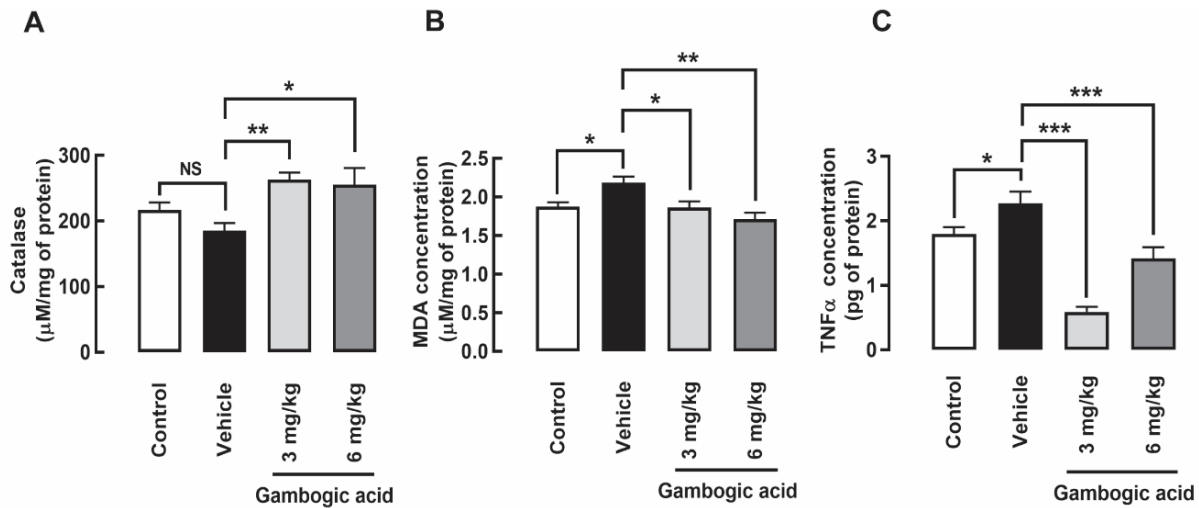 A
Catalase
(μM/mg of protein)
300
200
100
0
NS
**
*
Control
Vehicle
3 mg/kg
6 mg/kg
Gambogic acid
B
MDA concentration
(μM/mg of protein)
2.5
2.0
1.5
1.0
0.5
0.0
*
*
**
Control
Vehicle
3 mg/kg
6 mg/kg
Gambogic acid
C
TNFα concentration
(pg of protein)
3
2
1
0
*
***
***
Control
Vehicle
3 mg/kg
6 mg/kg
Gambogic acid